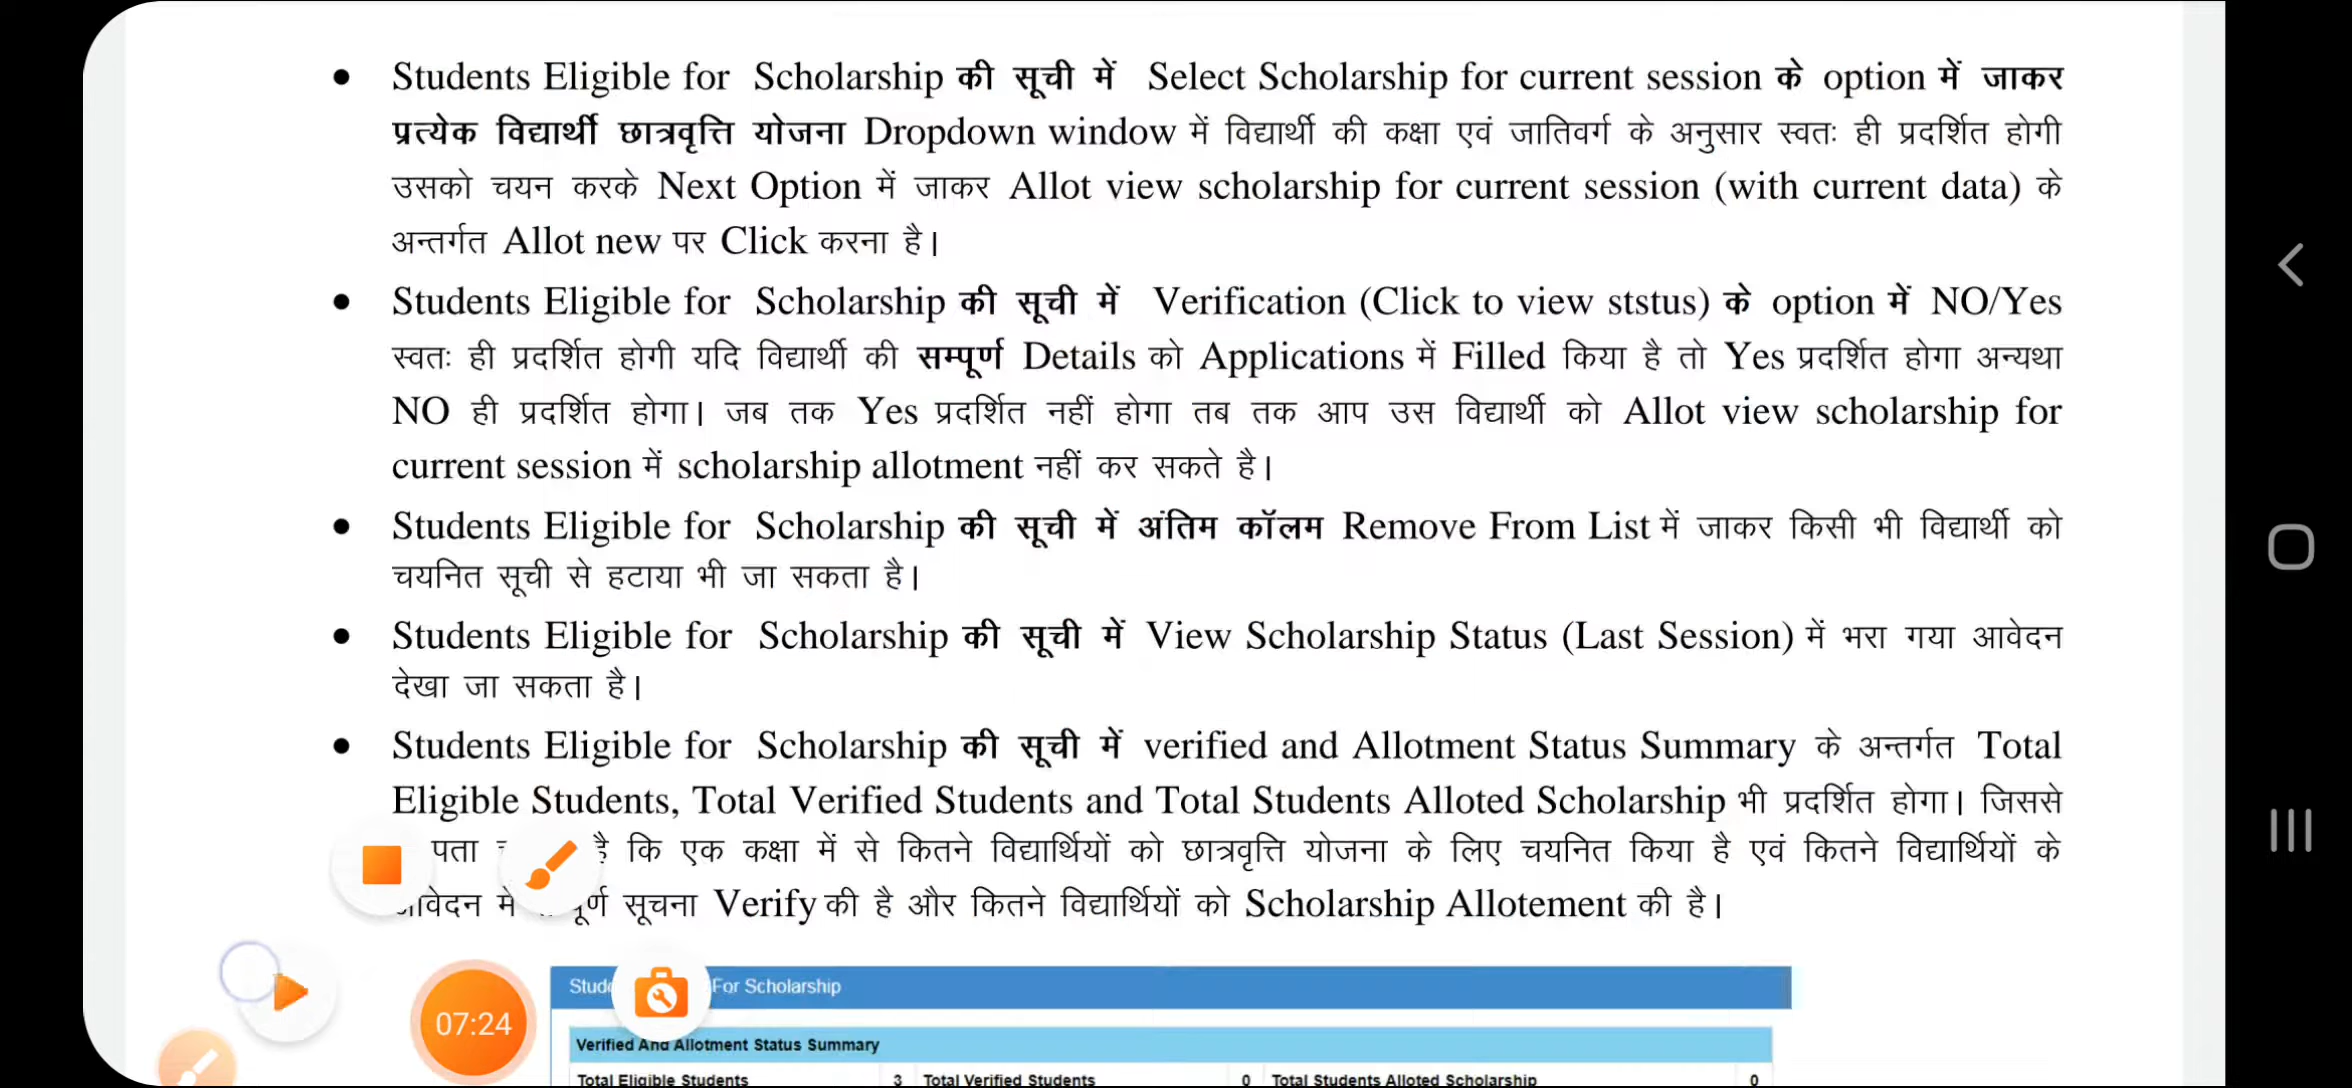 • Students Eligible for Scholarship की सूची में Select Scholarship for current session के option में जाकर
प्रत्येक विद्यार्थी छात्रवृत्ति योजना Dropdown window में विद्यार्थी की कक्षा एवं जातिवर्ग के अनुसार स्वतः ही प्रदर्शित होगी
उसको चयन करके Next Option में जाकर Allot view scholarship for current session (with current data) के
अन्तर्गत Allot new पर Click करना है।
• Students Eligible for Scholarship की सूची में Verification (Click to view ststus) के option में NO/Yes
स्वतः ही प्रदर्शित होगी यदि विद्यार्थी की सम्पूर्ण Details को Applications में Filled किया है तो Yes प्रदर्शित होगा अन्यथा
NO ही प्रदर्शित होगा। जब तक Yes प्रदर्शित नहीं होगा तब तक आप उस विद्यार्थी को Allot view scholarship for
current session में scholarship allotment नहीं कर सकते है।
• Students Eligible for Scholarship की सूची में अंतिम कॉलम Remove From List में जाकर किसी भी विद्यार्थी को
चयनित सूची से हटाया भी जा सकता है।
• Students Eligible for Scholarship की सूची में View Scholarship Status (Last Session) में भरा गया आवेदन
देखा जा सकता है।
• Students Eligible for Scholarship की सूची में verified and Allotment Status Summary के अन्तर्गत Total
Eligible Students, Total Verified Students and Total Students Alloted Scholarship भी प्रदर्शित होगा। जिससे
पता है कि एक कक्षा में से कितने विद्यार्थियों को छात्रवृत्ति योजना के लिए चयनित किया है एवं कितने विद्यार्थियों के
सूचना Verify की है और कितने विद्यार्थियों को Scholarship Allotement की है।
For Scholarship
07:24
Verified And Allotment Status Summary
Total Eligible Students 3 Total Verified Students 0 Total Students Alloted Scholarship 0